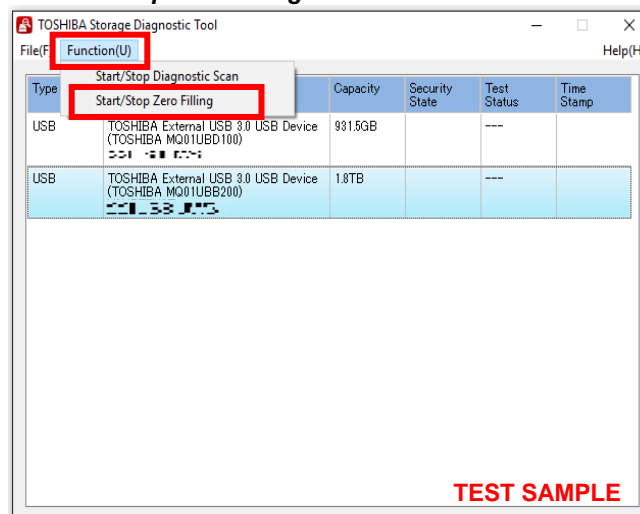 TOSHIBA Storage Diagnostic Tool
Function(U)
Start/Stop Diagnostic Scan
Start/Stop Zero Filling
Type Capacity Security State Test Status Time Stamp
USB TOSHIBA External USB 3.0 USB Device 931.5GB ---
(TOSHIBA MQ01UBD100)
USB TOSHIBA External USB 3.0 USB Device 1.8TB ---
(TOSHIBA MQ01UBB200)
TEST SAMPLE